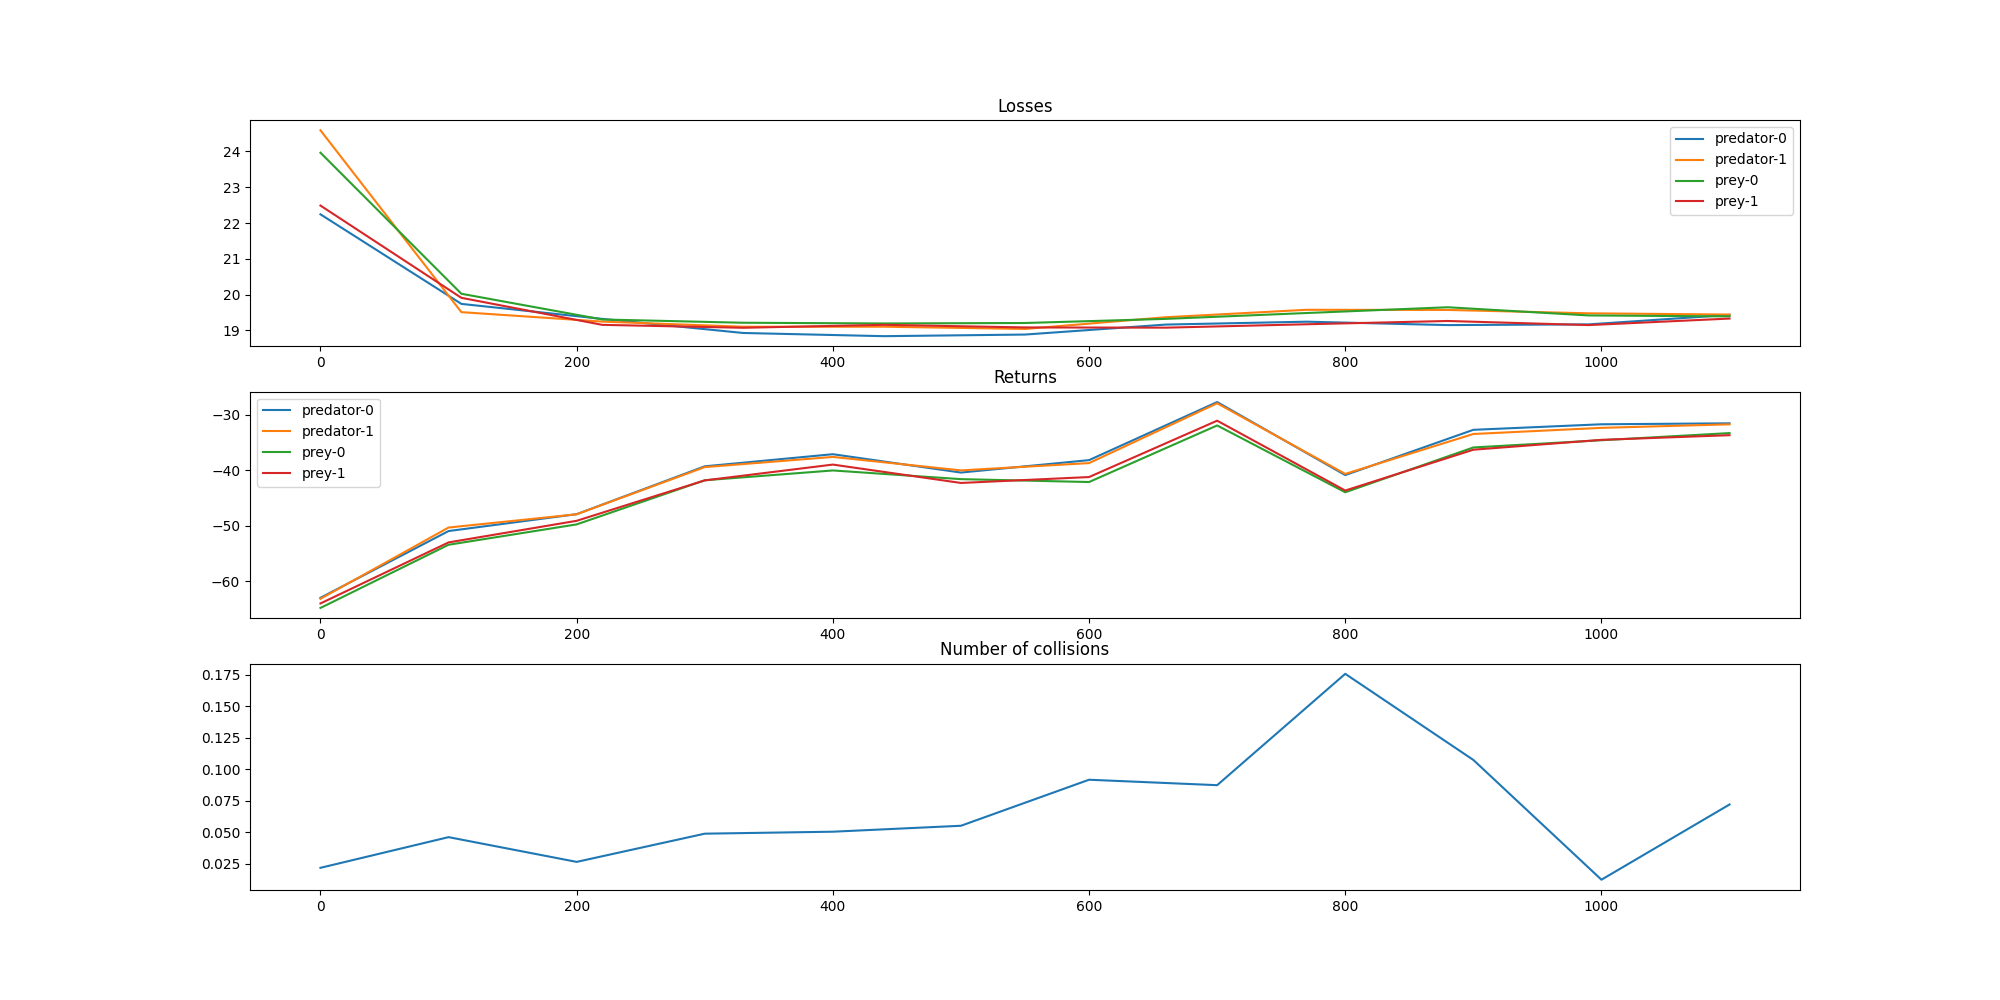 Losses
24
23
22
21
20
19
predator-0
predator-1
prey-0
prey-1
0 200 400 600 800 1000
Returns
−30
−40
−50
−60
predator-0
predator-1
prey-0
prey-1
0 200 400 600 800 1000
Number of collisions
0.175
0.150
0.125
0.100
0.075
0.050
0.025
0 200 400 600 800 1000